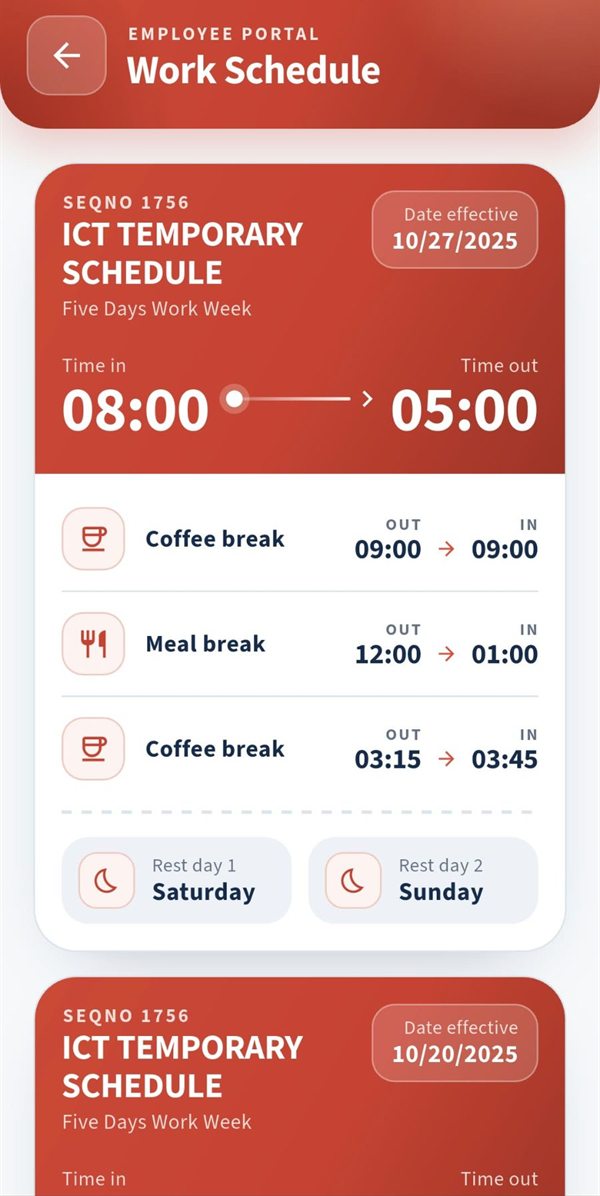 EMPLOYEE PORTAL
Work Schedule
SEQNO 1756
ICT TEMPORARY
SCHEDULE
Five Days Work Week
Date effective
10/27/2025
Time in
08:00
Time out
05:00
Coffee break
OUT
09:00
IN
09:00
Meal break
OUT
12:00
IN
01:00
Coffee break
OUT
03:15
IN
03:45
Rest day 1
Saturday
Rest day 2
Sunday
SEQNO 1756
ICT TEMPORARY
SCHEDULE
Five Days Work Week
Date effective
10/20/2025
Time in
Time out